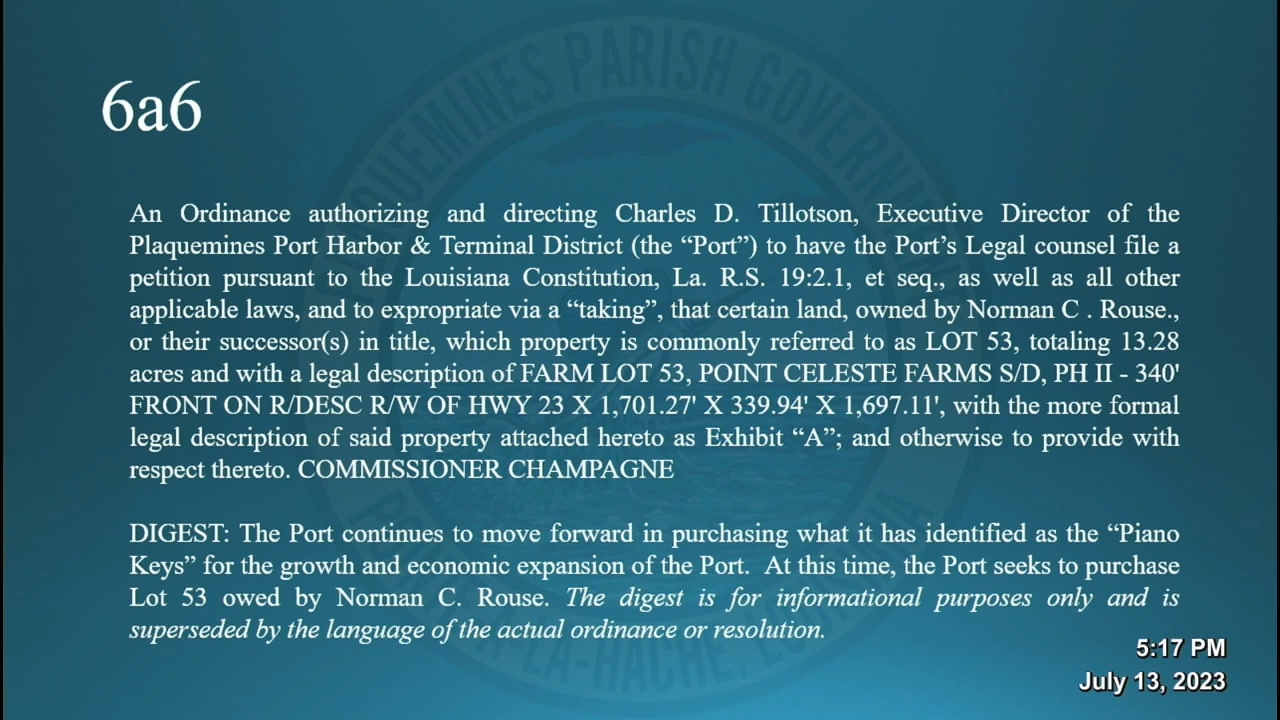 PLAQUEMINES PARISH GOVERNMENT
6a6
An Ordinance authorizing and directing Charles D. Tillotson, Executive Director of the
Plaquemines Port Harbor & Terminal District (the “Port”) to have the Port’s Legal counsel file a
petition pursuant to the Louisiana Constitution, La. R.S. 19:2.1, et seq., as well as all other
applicable laws, and to expropriate via a “taking”, that certain land, owned by Norman C . Rouse.,
or their successor(s) in title, which property is commonly referred to as LOT 53, totaling 13.28
acres and with a legal description of FARM LOT 53, POINT CELESTE FARMS S/D, PH II - 340'
FRONT ON R/DESC R/W OF HWY 23 X 1,701.27' X 339.94' X 1,697.11', with the more formal
legal description of said property attached hereto as Exhibit “A”; and otherwise to provide with
respect thereto. COMMISSIONER CHAMPAGNE
DIGEST: The Port continues to move forward in purchasing what it has identified as the “Piano
Keys” for the growth and economic expansion of the Port.  At this time, the Port seeks to purchase
Lot 53 owed by Norman C. Rouse. The digest is for informational purposes only and is
superseded by the language of the actual ordinance or resolution.
5:17 PM
July 13, 2023